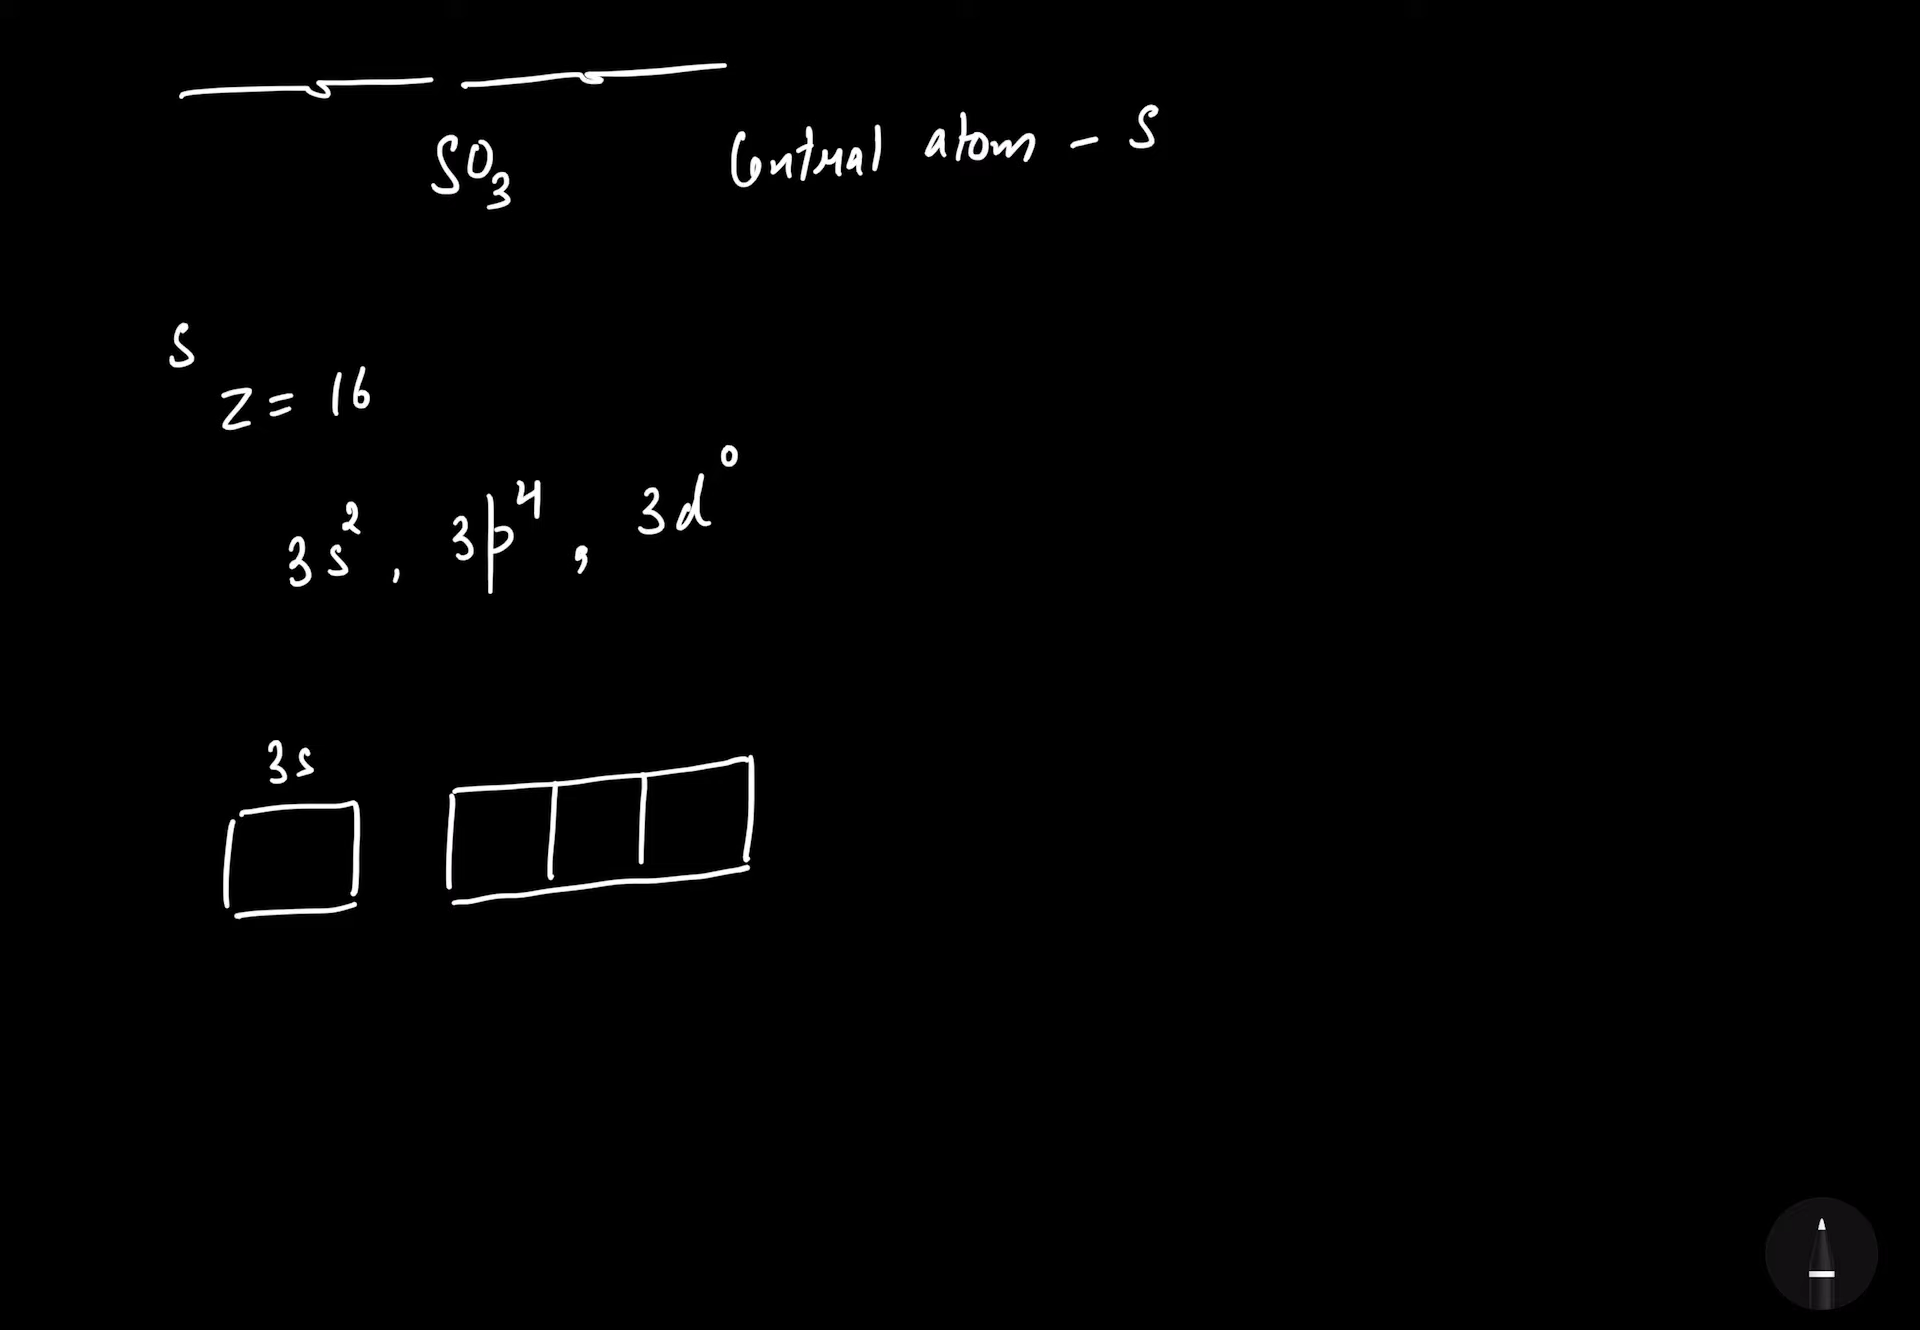 SO₃ Central atom - S
S
Z = 16
3s², 3p⁴, 3d⁰
3s